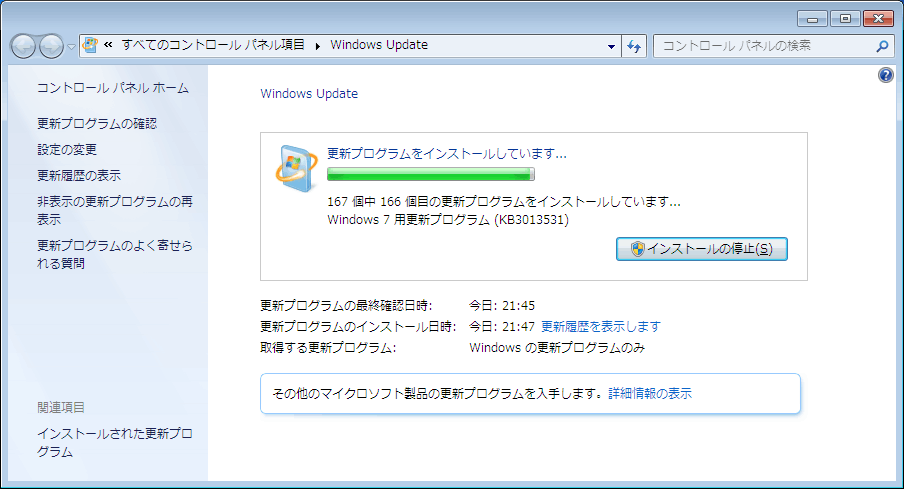 « すべてのコントロール パネル項目 ▸ Windows Update
コントロール パネルの検索
コントロール パネル ホーム
更新プログラムの確認
設定の変更
更新履歴の表示
非表示の更新プログラムの再
表示
更新プログラムのよく寄せら
れる質問
関連項目
インストールされた更新プロ
グラム
Windows Update
更新プログラムをインストールしています...
167 個中 166 個目の更新プログラムをインストールしています...
Windows 7 用更新プログラム (KB3013531)
インストールの停止(S)
更新プログラムの最終確認日時: 今日: 21:45
更新プログラムのインストール日時: 今日: 21:47 更新履歴を表示します
取得する更新プログラム: Windows の更新プログラムのみ
その他のマイクロソフト製品の更新プログラムを入手します。詳細情報の表示